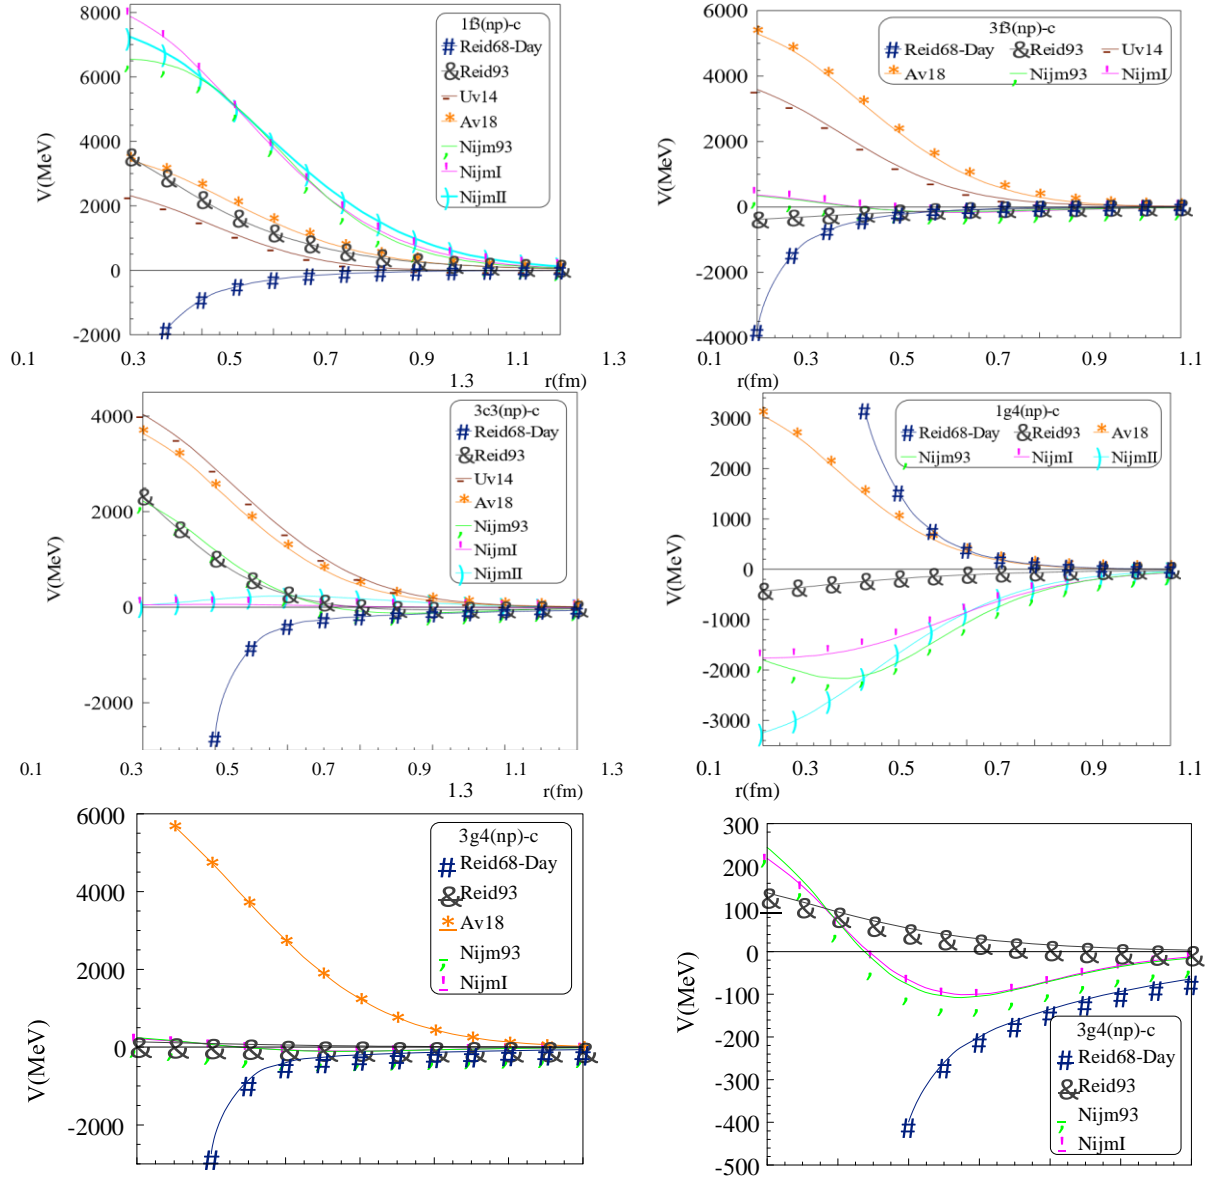 8000
6000
4000
2000
0
-2000
V(MeV)
1f3(np)-c
Reid68-Day
Reid93
Uv14
Av18
Nijm93
NijmI
NijmII
0.1
0.3
0.5
0.7
0.9
1.1
1.3
1.3
r(fm)
6000
4000
2000
0
-2000
-4000
V(MeV)
3f3(np)-c
Reid68-Day
Reid93
Uv14
Av18
Nijm93
NijmI
0.1
0.3
0.5
0.7
0.9
1.1
r(fm)
4000
2000
0
-2000
V(MeV)
3c3(np)-c
Reid68-Day
Reid93
Uv14
Av18
Nijm93
NijmI
NijmII
0.1
0.3
0.5
0.7
0.9
1.1
1.3
1.3
r(fm)
3000
2000
1000
0
-1000
-2000
-3000
V(MeV)
1g4(np)-c
Reid68-Day
Reid93
Av18
Nijm93
NijmI
NijmII
0.1
0.3
0.5
0.7
0.9
1.1
r(fm)
6000
4000
2000
0
-2000
V(MeV)
3g4(np)-c
Reid68-Day
Reid93
Av18
Nijm93
NijmI
300
200
100
0
-100
-200
-300
-400
-500
V(MeV)
3g4(np)-c
Reid68-Day
Reid93
Nijm93
NijmI